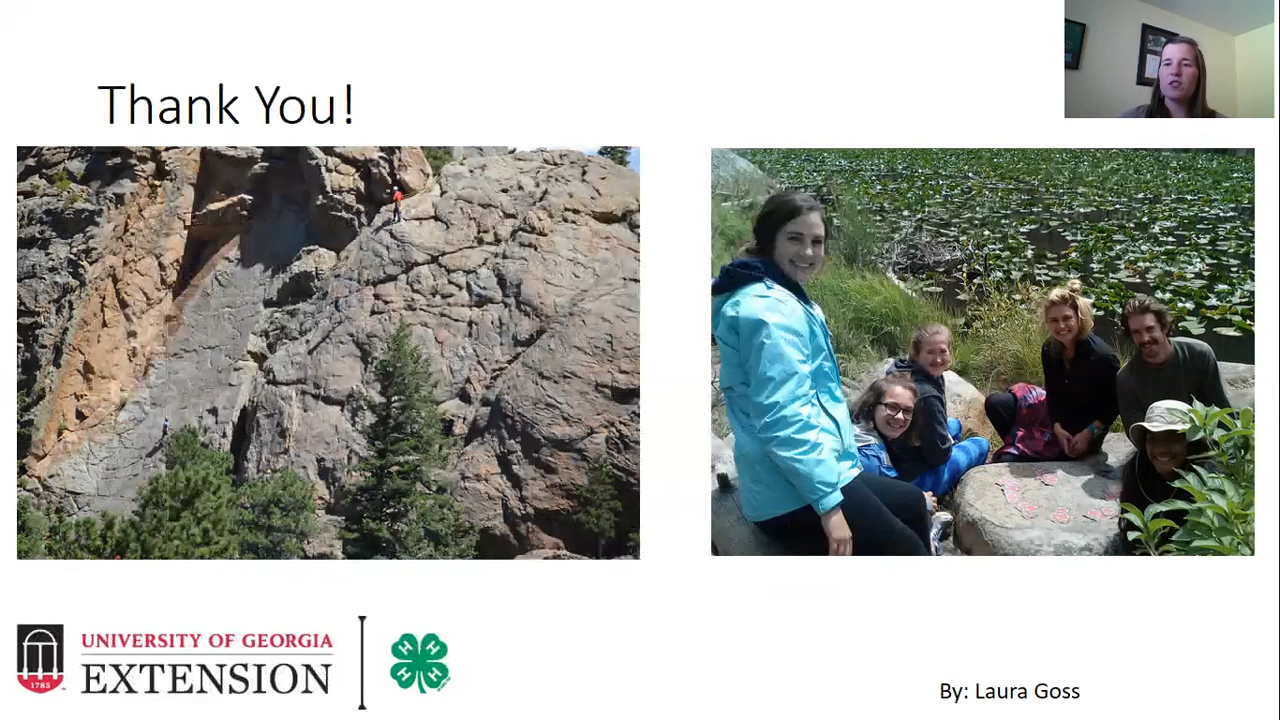 Thank You!
UNIVERSITY OF GEORGIA
EXTENSION
1785
H H
H H
By: Laura Goss